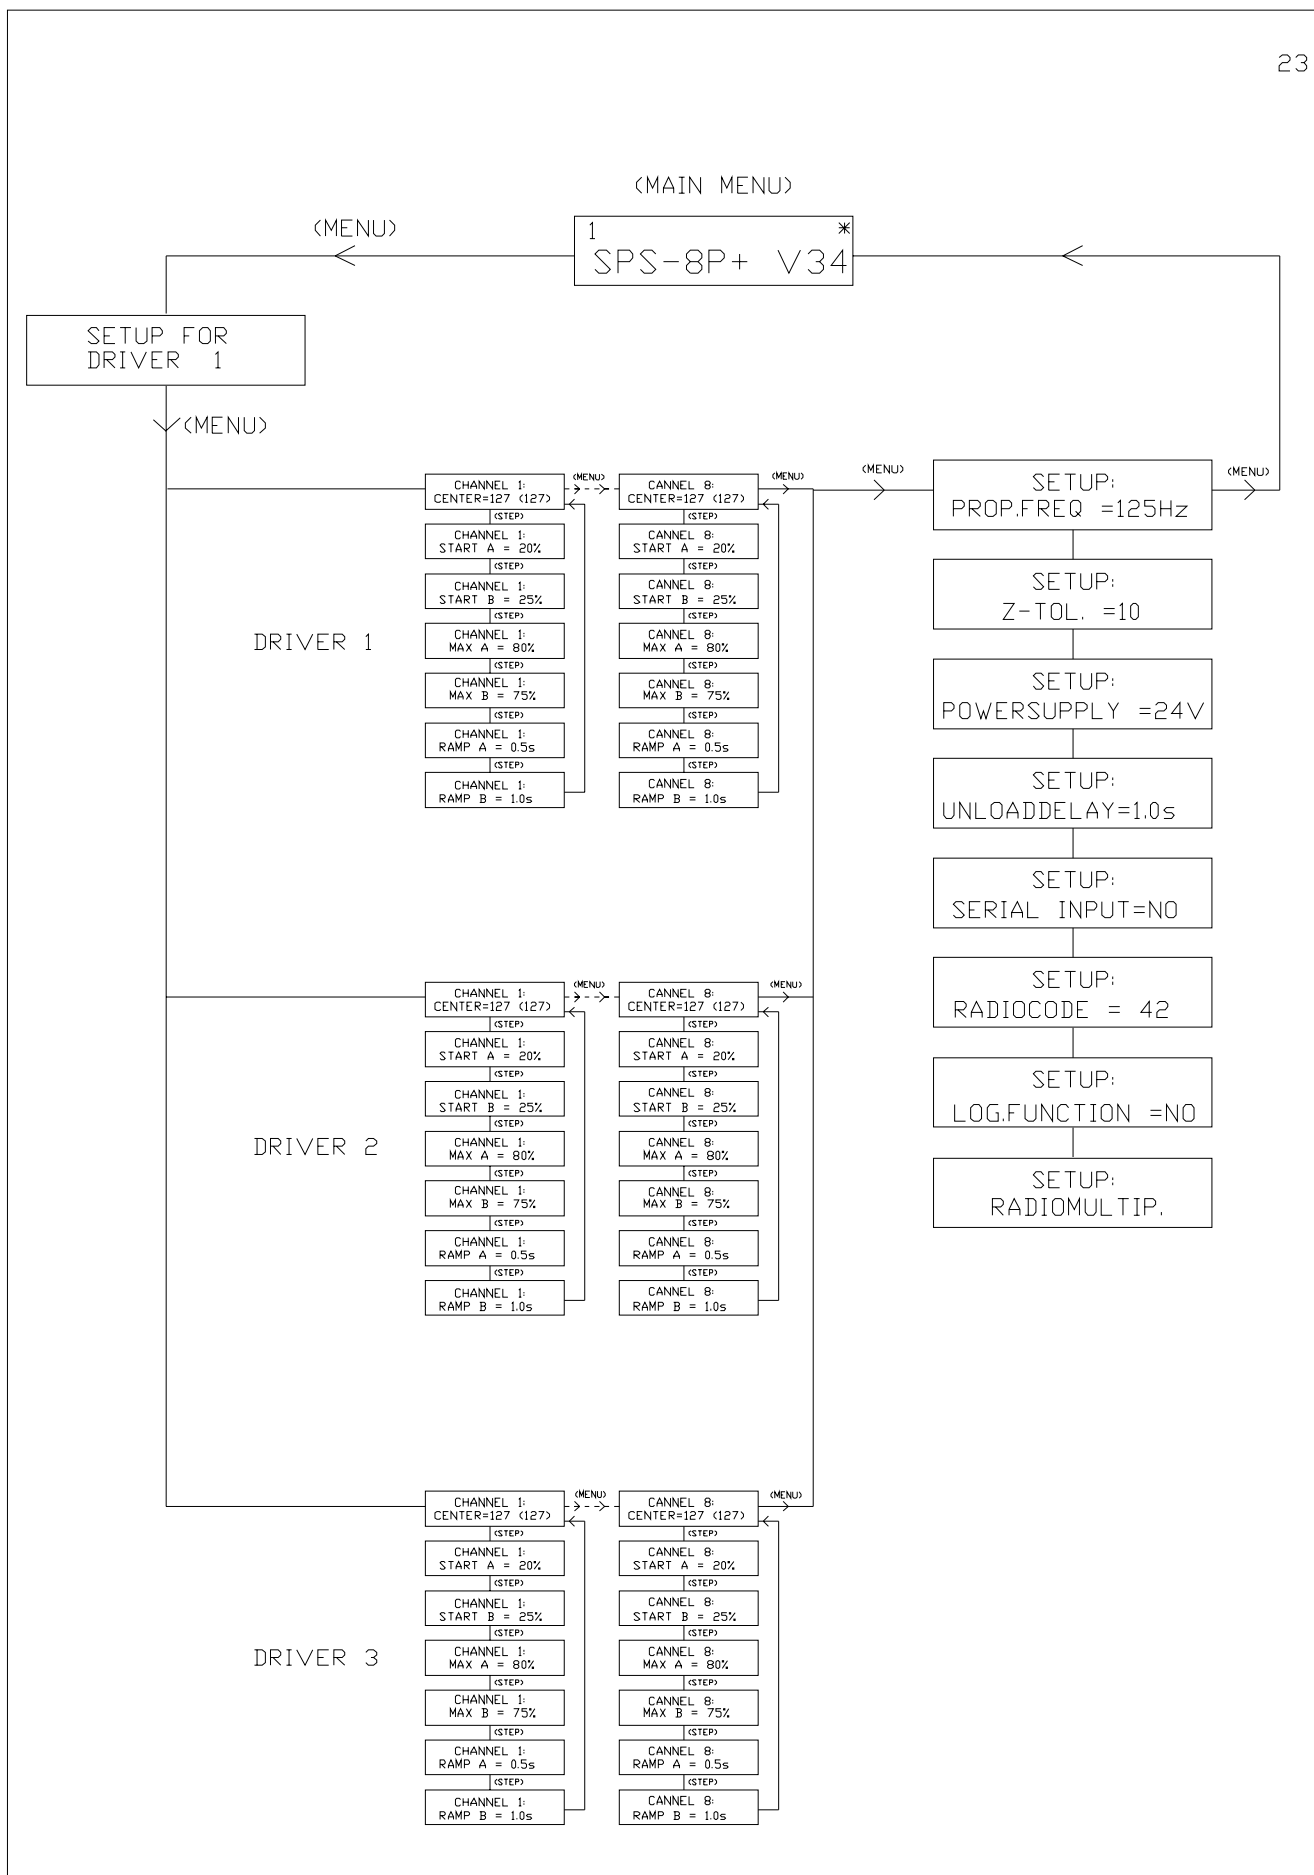 23
(MAIN MENU)
(MENU)
1 *
SPS-8P+ V34
SETUP FOR
DRIVER 1
(MENU)
DRIVER 1
CHANNEL 1:
CENTER=127 (127)
(STEP)
CHANNEL 1:
START A = 20%
(STEP)
CHANNEL 1:
START B = 25%
(STEP)
CHANNEL 1:
MAX A = 80%
(STEP)
CHANNEL 1:
MAX B = 75%
(STEP)
CHANNEL 1:
RAMP A = 0.5s
(STEP)
CHANNEL 1:
RAMP B = 1.0s
(MENU)
CANNEL 8:
CENTER=127 (127)
(STEP)
CANNEL 8:
START A = 20%
(STEP)
CANNEL 8:
START B = 25%
(STEP)
CANNEL 8:
MAX A = 80%
(STEP)
CANNEL 8:
MAX B = 75%
(STEP)
CANNEL 8:
RAMP A = 0.5s
(STEP)
CANNEL 8:
RAMP B = 1.0s
(MENU)
DRIVER 2
CHANNEL 1:
CENTER=127 (127)
(STEP)
CHANNEL 1:
START A = 20%
(STEP)
CHANNEL 1:
START B = 25%
(STEP)
CHANNEL 1:
MAX A = 80%
(STEP)
CHANNEL 1:
MAX B = 75%
(STEP)
CHANNEL 1:
RAMP A = 0.5s
(STEP)
CHANNEL 1:
RAMP B = 1.0s
(MENU)
CANNEL 8:
CENTER=127 (127)
(STEP)
CANNEL 8:
START A = 20%
(STEP)
CANNEL 8:
START B = 25%
(STEP)
CANNEL 8:
MAX A = 80%
(STEP)
CANNEL 8:
MAX B = 75%
(STEP)
CANNEL 8:
RAMP A = 0.5s
(STEP)
CANNEL 8:
RAMP B = 1.0s
(MENU)
DRIVER 3
CHANNEL 1:
CENTER=127 (127)
(STEP)
CHANNEL 1:
START A = 20%
(STEP)
CHANNEL 1:
START B = 25%
(STEP)
CHANNEL 1:
MAX A = 80%
(STEP)
CHANNEL 1:
MAX B = 75%
(STEP)
CHANNEL 1:
RAMP A = 0.5s
(STEP)
CHANNEL 1:
RAMP B = 1.0s
(MENU)
CANNEL 8:
CENTER=127 (127)
(STEP)
CANNEL 8:
START A = 20%
(STEP)
CANNEL 8:
START B = 25%
(STEP)
CANNEL 8:
MAX A = 80%
(STEP)
CANNEL 8:
MAX B = 75%
(STEP)
CANNEL 8:
RAMP A = 0.5s
(STEP)
CANNEL 8:
RAMP B = 1.0s
(MENU)
(MENU)
SETUP:
PROP.FREQ =125Hz
(MENU)
SETUP:
Z-TOL. =10
SETUP:
POWERSUPPLY =24V
SETUP:
UNLOADDELAY=1.0s
SETUP:
SERIAL INPUT=NO
SETUP:
RADIOCODE = 42
SETUP:
LOG.FUNCTION =NO
SETUP:
RADIOMULTIP.